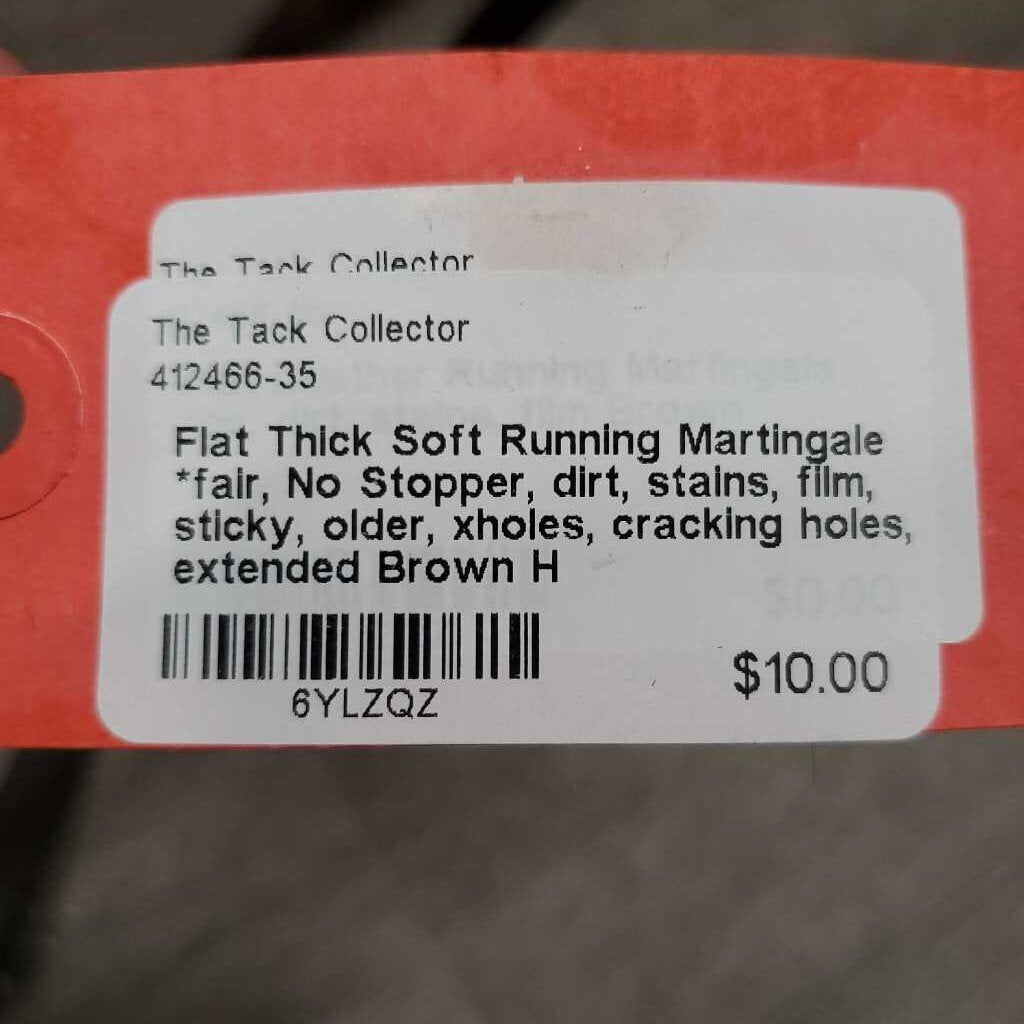 The Tack Collector
The Tack Collector
412466-35
Flat Thick Soft Running Martingale
*fair, No Stopper, dirt, stains, film,
sticky, older, xholes, cracking holes,
extended Brown H
6YLZQZ
$10.00